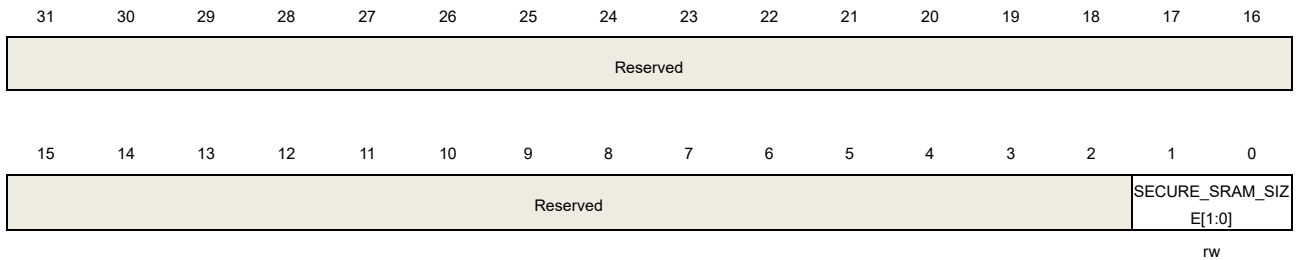 31 30 29 28 27 26 25 24 23 22 21 20 19 18 17 16
Reserved
15 14 13 12 11 10 9 8 7 6 5 4 3 2 1 0
Reserved
SECURE_SRAM_SIZ
E[1:0]
rw